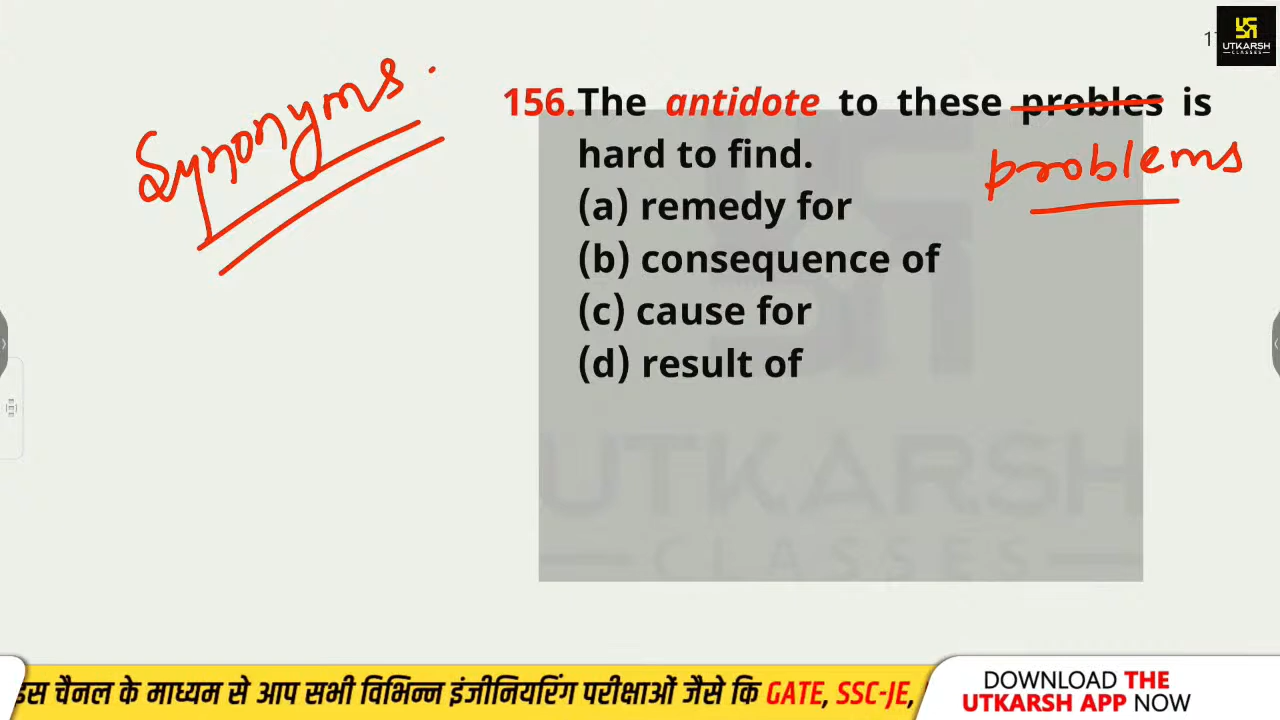 UTKARSH
CLASSES
Synonyms.
156. The antidote to these probles is
problems
hard to find.
(a) remedy for
(b) consequence of
(c) cause for
(d) result of
UTKARSH
CLASSES
इस चैनल के माध्यम से आप सभी विभिन्न इंजीनियरिंग परीक्षाओं जैसे कि GATE, SSC-JE,
DOWNLOAD THE
UTKARSH APP NOW